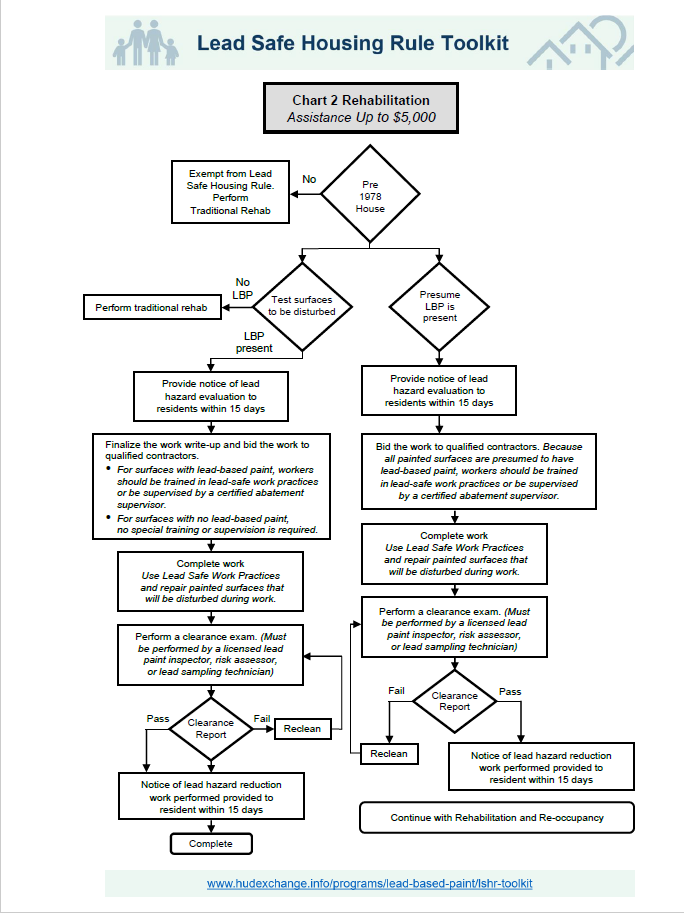 Lead Safe Housing Rule Toolkit
Chart 2 Rehabilitation
Assistance Up to $5,000
Pre
1978
House
No
Exempt from Lead
Safe Housing Rule.
Perform
Traditional Rehab
Test surfaces
to be disturbed
No
LBP
Perform traditional rehab
LBP
present
Provide notice of lead
hazard evaluation to
residents within 15 days
Finalize the work write-up and bid the work to
qualified contractors.
• For surfaces with lead-based paint, workers
should be trained in lead-safe work practices
or be supervised by a certified abatement
supervisor.
• For surfaces with no lead-based paint,
no special training or supervision is required.
Complete work
Use Lead Safe Work Practices
and repair painted surfaces that
will be disturbed during work.
Perform a clearance exam. (Must
be performed by a licensed lead
paint inspector, risk assessor,
or lead sampling technician)
Clearance
Report
Pass
Fail
Reclean
Notice of lead hazard reduction
work performed provided to
resident within 15 days
Complete
Presume
LBP is
present
Provide notice of lead
hazard evaluation to
residents within 15 days
Bid the work to qualified contractors. Because
all painted surfaces are presumed to have
lead-based paint, workers should be trained
in lead-safe work practices or be supervised
by a certified abatement supervisor.
Complete work
Use Lead Safe Work Practices
and repair painted surfaces that
will be disturbed during work.
Perform a clearance exam. (Must
be performed by a licensed lead
paint inspector, risk assessor,
or lead sampling technician)
Clearance
Report
Fail
Pass
Reclean
Notice of lead hazard reduction
work performed provided to
resident within 15 days
Continue with Rehabilitation and Re-occupancy
www.hudexchange.info/programs/lead-based-paint/lshr-toolkit